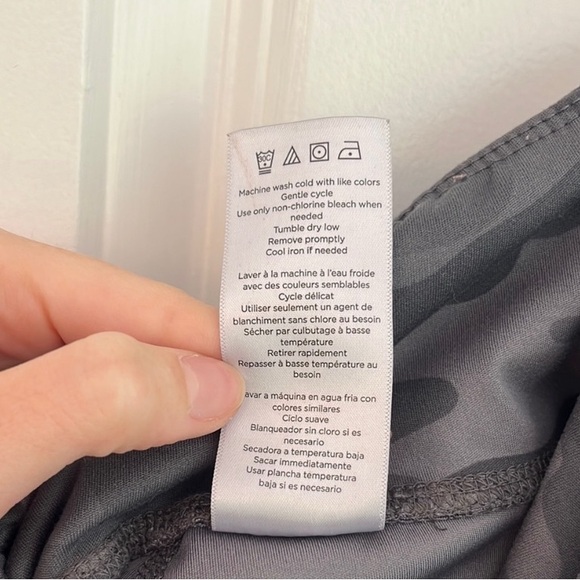 30C
Machine wash cold with like colors
Gentle cycle
Use only non-chlorine bleach when
needed
Tumble dry low
Remove promptly
Cool iron if needed
Laver à la machine à l'eau froide
avec des couleurs semblables
Cycle délicat
Utiliser seulement un agent de
blanchiment sans chlore au besoin
Sécher par culbutage à basse
température
Retirer rapidement
Repasser à basse température au
besoin
avar a máquina en agua fria con
colores similares
Ciclo suave
Blanqueador sin cloro si es
necesario
Secadora a temperatura baja
Sacar immediatamente
Usar plancha temperatura
baja si es necesario